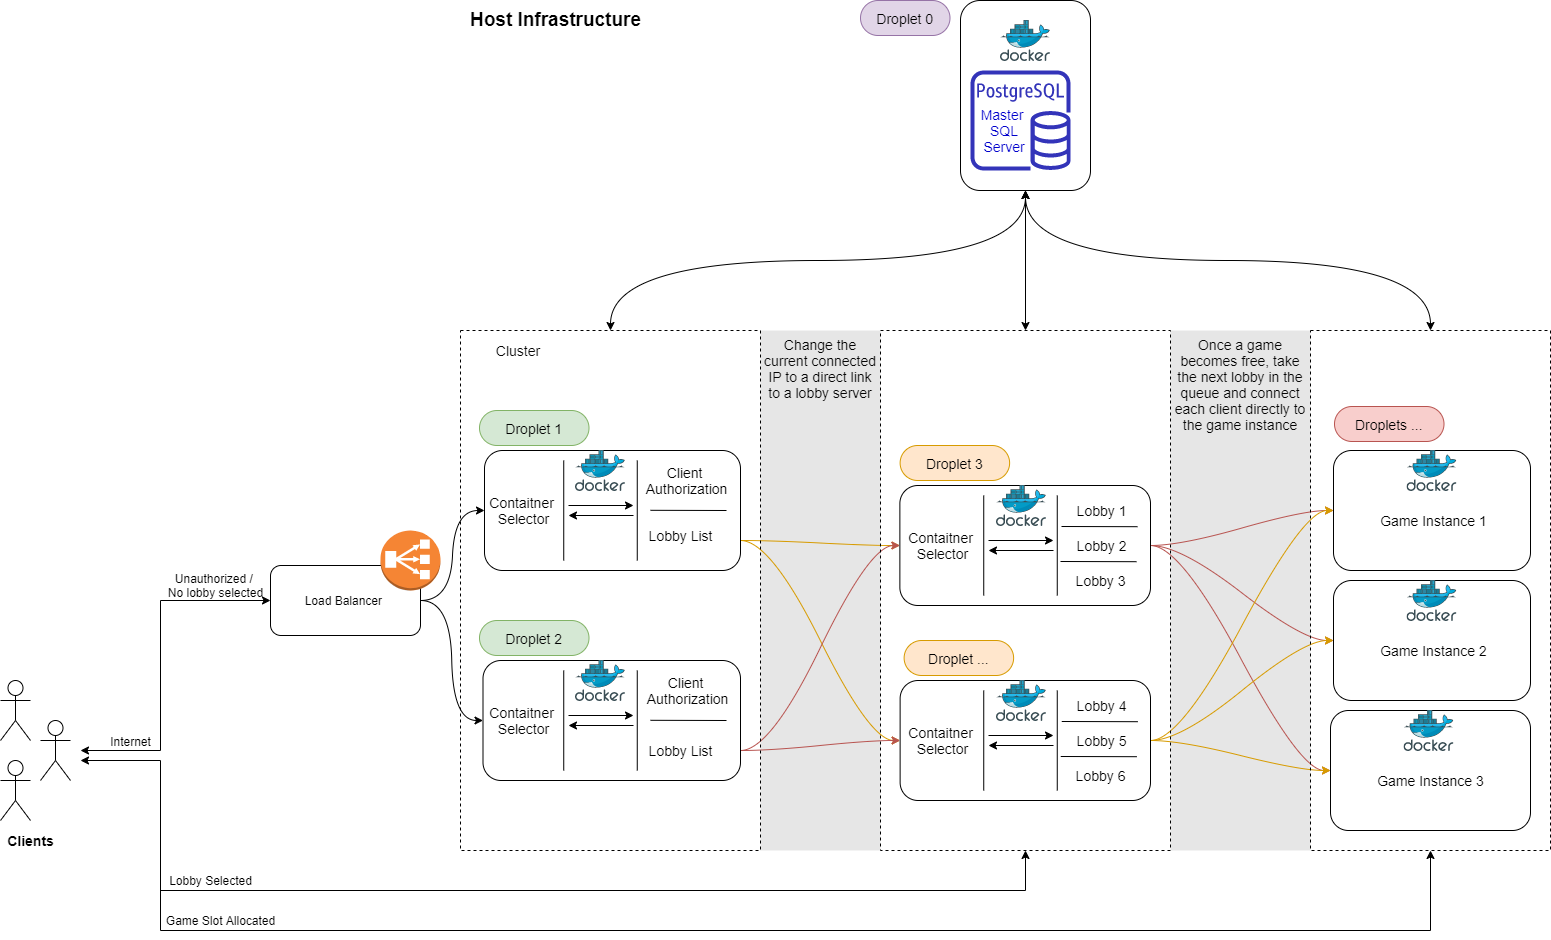 Host Infrastructure
Droplet 0
docker
PostgreSQL
Master
SQL
Server
Cluster
Change the
current connected
IP to a direct link
to a lobby server
Once a game
becomes free, take
the next lobby in the
queue and connect
each client directly to
the game instance
Droplet 1
docker
Contaitner
Selector
Client
Authorization
Lobby List
Droplet 2
docker
Contaitner
Selector
Client
Authorization
Lobby List
Droplet 3
docker
Contaitner
Selector
Lobby 1
Lobby 2
Lobby 3
Droplet ...
docker
Contaitner
Selector
Lobby 4
Lobby 5
Lobby 6
Droplets ...
docker
Game Instance 1
docker
Game Instance 2
docker
Game Instance 3
Load Balancer
Unauthorized /
No lobby selected
Internet
Clients
Lobby Selected
Game Slot Allocated